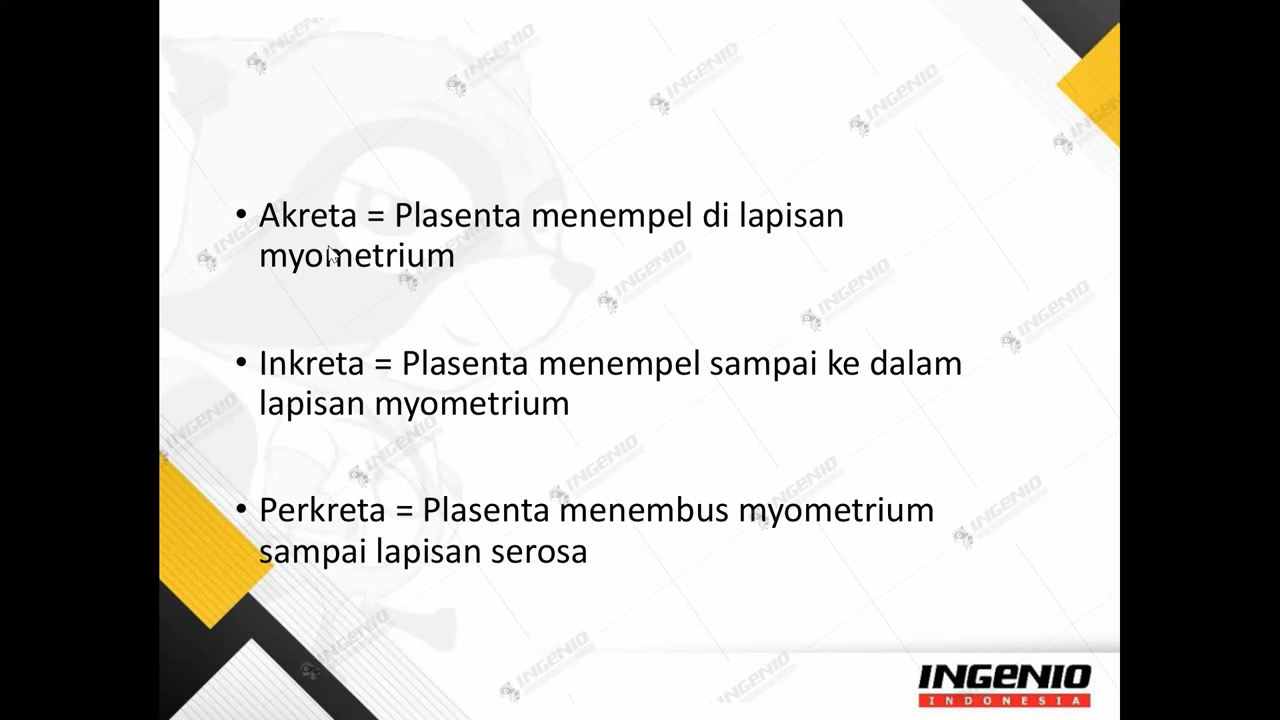 • Akreta = Plasenta menempel di lapisan
myometrium
• Inkreta = Plasenta menempel sampai ke dalam
lapisan myometrium
• Perkreta = Plasenta menembus myometrium
sampai lapisan serosa
INGENIO
INDONESIA